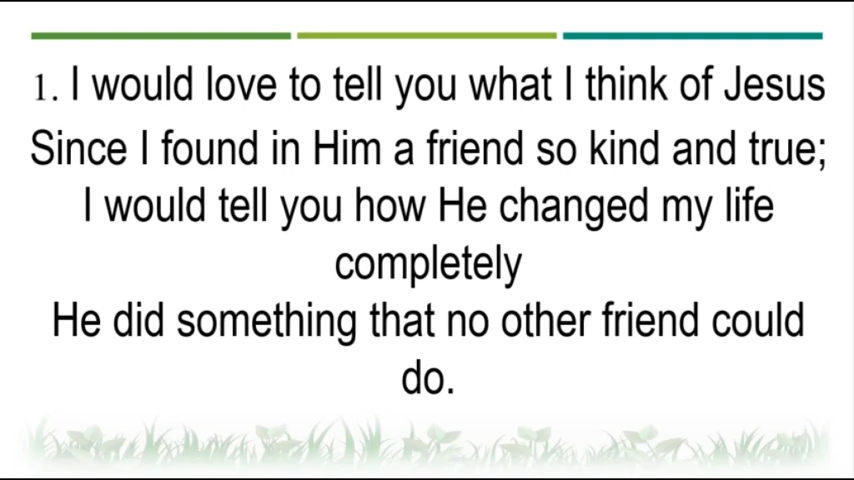 1. I would love to tell you what I think of Jesus
Since I found in Him a friend so kind and true;
I would tell you how He changed my life
completely
He did something that no other friend could
do.